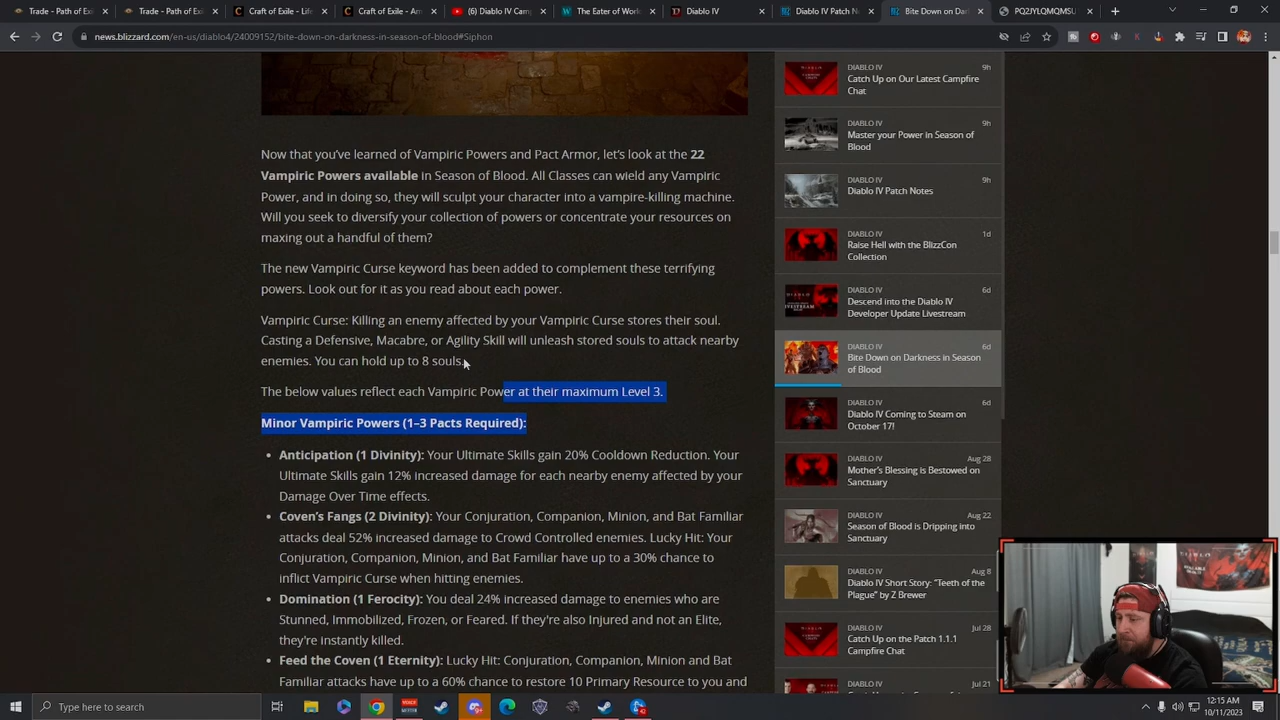 Trade - Path of Exi
Trade - Path of Exi
Craft of Exile - Life
Craft of Exile - Am
(3) Diablo IV Camp
The Eater of World
Diablo IV
Diablo IV Patch No
Bite Down on Dark
PQ2JYLQMQMSU
news.blizzard.com/en-us/diablo4/24009152/bite-down-on-darkness-in-season-of-blood#Siphon
Now that you've learned of Vampiric Powers and Pact Armor, let's look at the 22
Vampiric Powers available in Season of Blood. All Classes can wield any Vampiric
Power, and in doing so, they will sculpt your character into a vampire-killing machine.
Will you seek to diversify your collection of powers or concentrate your resources on
maxing out a handful of them?
The new Vampiric Curse keyword has been added to complement these terrifying
powers. Look out for it as you read about each power.
Vampiric Curse: Killing an enemy affected by your Vampiric Curse stores their soul.
Casting a Defensive, Macabre, or Agility Skill will unleash stored souls to attack nearby
enemies. You can hold up to 8 souls.
The below values reflect each Vampiric Power at their maximum Level 3.
Minor Vampiric Powers (1–3 Pacts Required):
• Anticipation (1 Divinity): Your Ultimate Skills gain 20% Cooldown Reduction. Your
Ultimate Skills gain 12% increased damage for each nearby enemy affected by your
Damage Over Time effects.
• Coven's Fangs (2 Divinity): Your Conjuration, Companion, Minion, and Bat Familiar
attacks deal 52% increased damage to Crowd Controlled enemies. Lucky Hit: Your
Conjuration, Companion, Minion, and Bat Familiar have up to a 30% chance to
inflict Vampiric Curse when hitting enemies.
• Domination (1 Ferocity): You deal 24% increased damage to enemies who are
Stunned, Immobilized, Frozen, or Feared. If they're also Injured and not an Elite,
they're instantly killed.
• Feed the Coven (1 Eternity): Lucky Hit: Conjuration, Companion, Minion and Bat
Familiar attacks have up to a 60% chance to restore 10 Primary Resource to you and
DIABLO IV 9h
Catch Up on Our Latest Campfire
Chat
DIABLO IV 9h
Master your Power in Season of
Blood
DIABLO IV 9h
Diablo IV Patch Notes
DIABLO IV 1d
Raise Hell with the BlizzCon
Collection
DIABLO IV 6d
Descend into the Diablo IV
Developer Update Livestream
DIABLO IV 6d
Bite Down on Darkness in Season
of Blood
DIABLO IV 6d
Diablo IV Coming to Steam on
October 17!
DIABLO IV Aug 28
Mother's Blessing is Bestowed on
Sanctuary
DIABLO IV Aug 22
Season of Blood is Dripping into
Sanctuary
DIABLO IV Aug 8
Diablo IV Short Story: "Teeth of the
Plague" by Z Brewer
DIABLO IV Jul 28
Catch Up on the Patch 1.1.1
Campfire Chat
DIABLO IV Jul 21
Type here to search
12:15 AM
10/11/2023